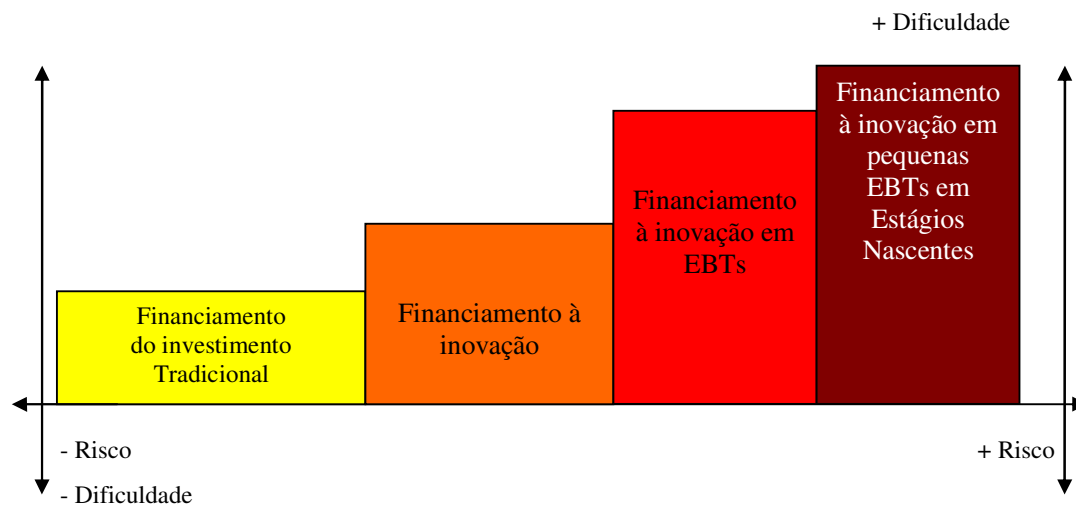 + Dificuldade
Financiamento
à inovação em
pequenas
EBTs em
Estágios
Nascentes
Financiamento
à inovação em
EBTs
Financiamento à
inovação
Financiamento
do investimento
Tradicional
- Risco
+ Risco
- Dificuldade